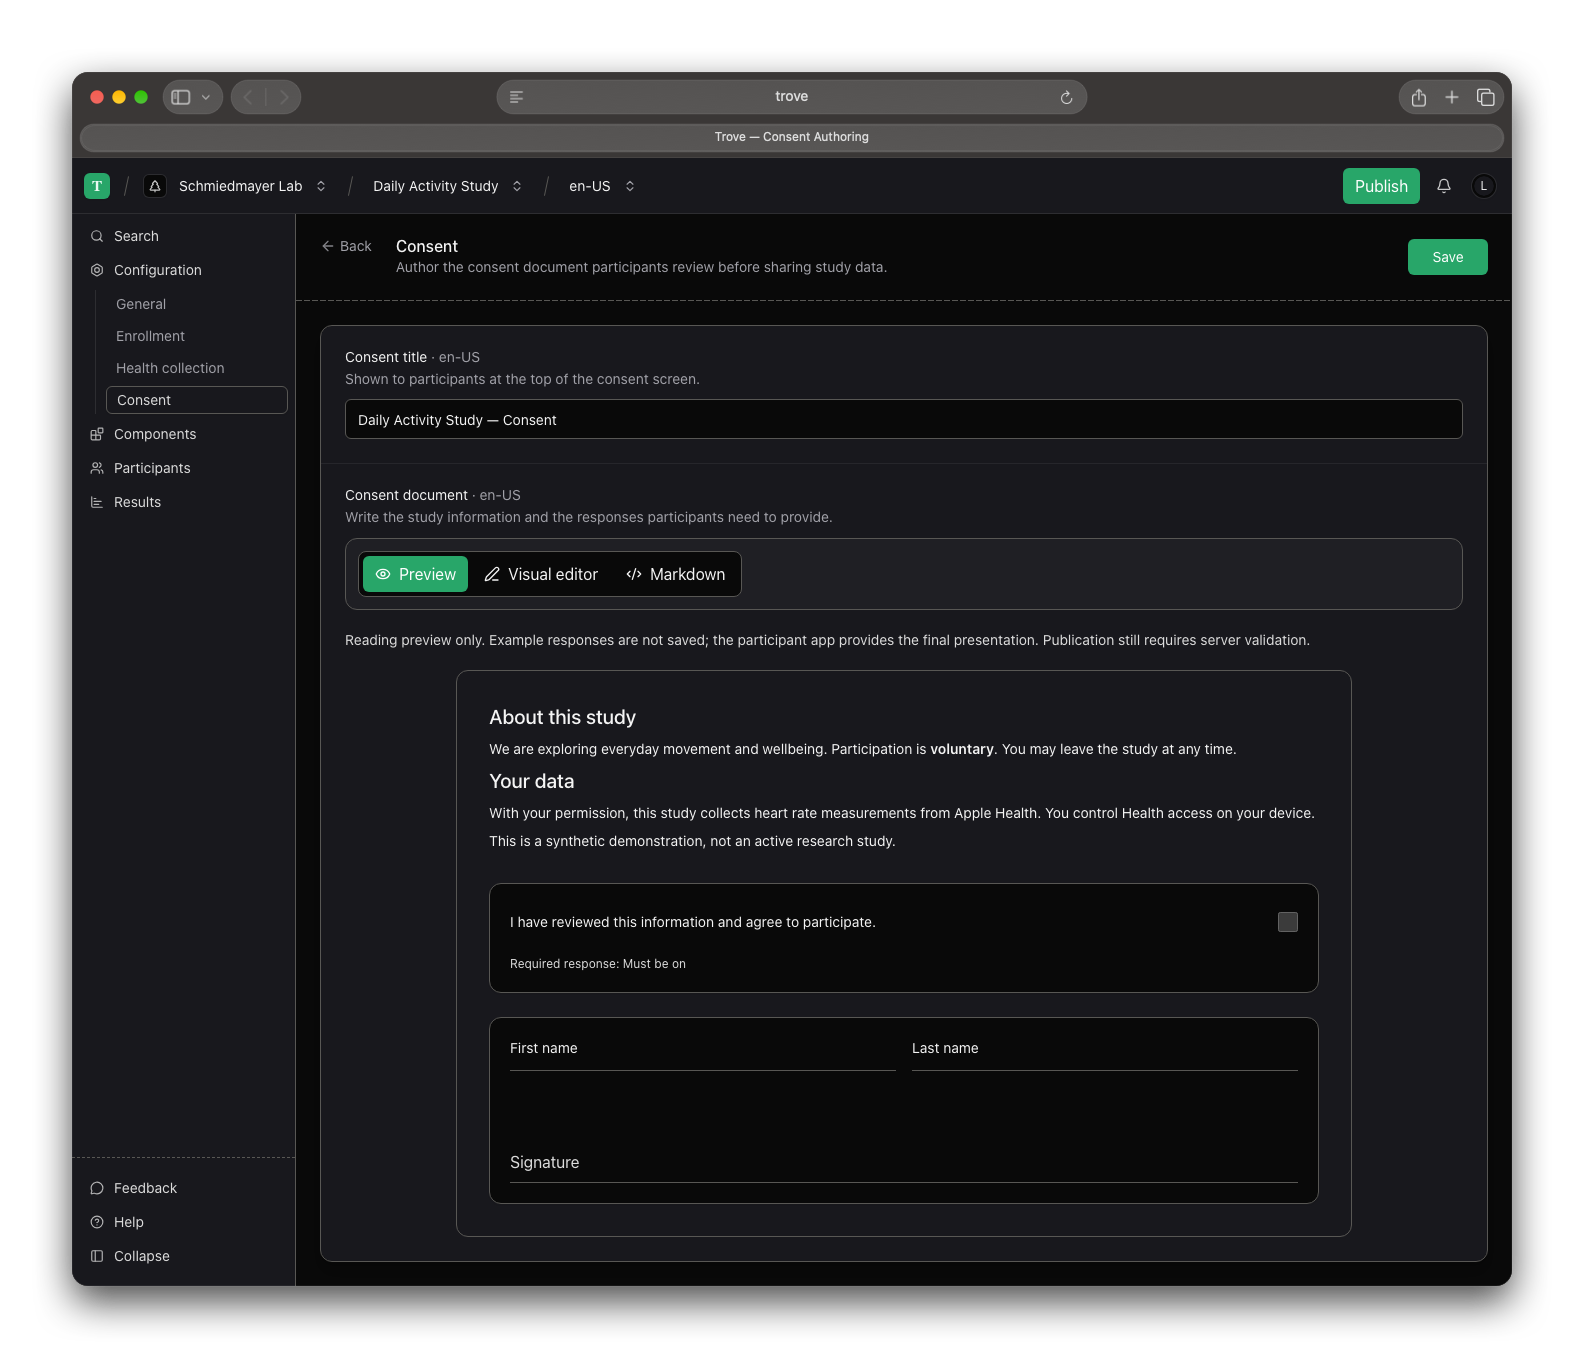 trove
Trove — Consent Authoring
T / Schmiedmayer Lab / Daily Activity Study / en-US
Publish
L
Search
Configuration
General
Enrollment
Health collection
Consent
Components
Participants
Results
Feedback
Help
Collapse
Back
Consent
Author the consent document participants review before sharing study data.
Save
Consent title · en-US
Shown to participants at the top of the consent screen.
Daily Activity Study — Consent
Consent document · en-US
Write the study information and the responses participants need to provide.
Preview Visual editor Markdown
Reading preview only. Example responses are not saved; the participant app provides the final presentation. Publication still requires server validation.
About this study
We are exploring everyday movement and wellbeing. Participation is voluntary. You may leave the study at any time.
Your data
With your permission, this study collects heart rate measurements from Apple Health. You control Health access on your device.
This is a synthetic demonstration, not an active research study.
I have reviewed this information and agree to participate.
Required response: Must be on
First name Last name
Signature